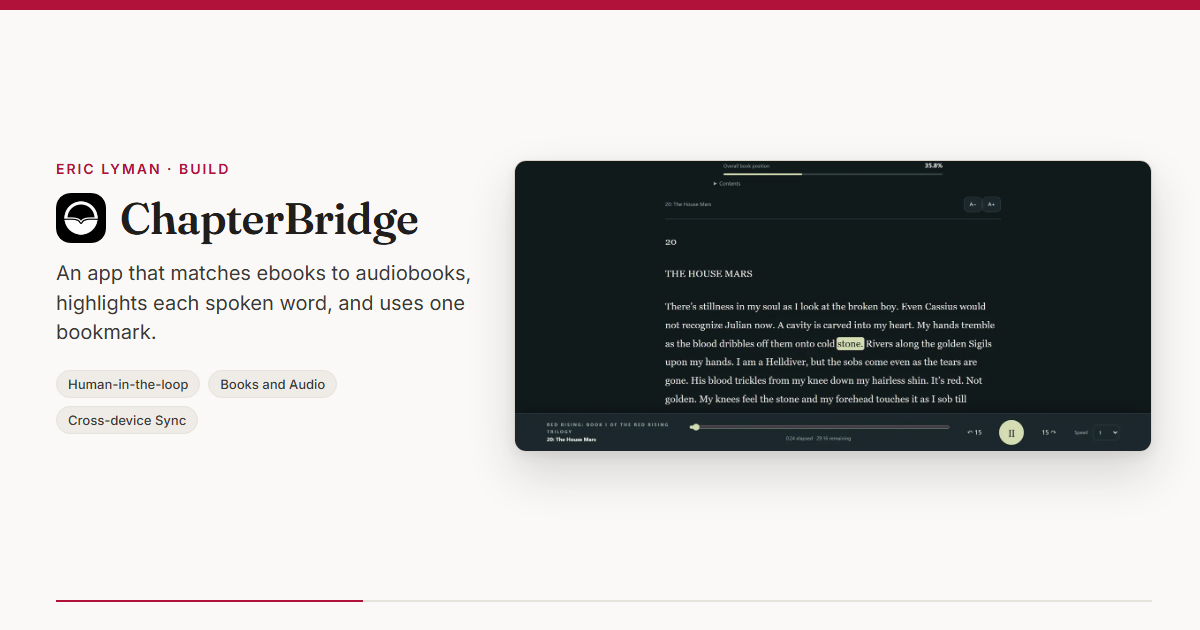 ERIC LYMAN · BUILD
ChapterBridge
An app that matches ebooks to audiobooks,
highlights each spoken word, and uses one
bookmark.
Human-in-the-loop
Books and Audio
Cross-device Sync
Overall book position
35.8%
▸ Contents
20: The House Mars
A-
A+
20
THE HOUSE MARS
There's stillness in my soul as I look at the broken boy. Even Cassius would
not recognize Julian now. A cavity is carved into my heart. My hands tremble
as the blood dribbles off them onto cold stone. Rivers along the golden Sigils
upon my hands. I am a Helldiver, but the sobs come even as the tears are
gone. His blood trickles from my knee down my hairless shin. It's red. Not
golden. My knees feel the stone and my forehead touches it as I sob till
RED RISING: BOOK I OF THE RED RISING
TRILOGY
20: The House Mars
0:24 elapsed · 29:16 remaining
↶ 15
15 ↷
Speed
1